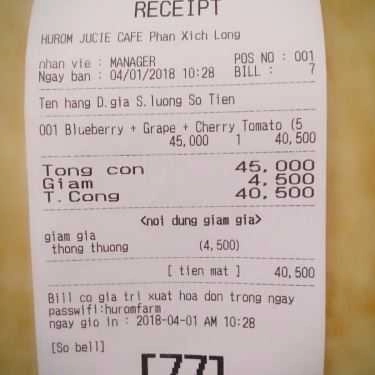 RECEIPT
HUROM JUCIE CAFE Phan Xich Long
nhan vie : MANAGER POS NO : 001
Ngay ban : 04/01/2018 10:28 BILL : 7
Ten hang D.gia S.luong So Tien
001 Blueberry + Grape + Cherry Tomato (5
45,000 1 40,500
Tong con 45,000
Giam 4,500
T.Cong 40,500
<noi dung giam gia>
giam gia
thong thuong (4,500)
[ tien mat ] 40,500
Bill co gia tri xuat hoa don trong ngay
passwifi:huromfarm
ngay gio in : 2018-04-01 AM 10:28
[So bell]
[77]